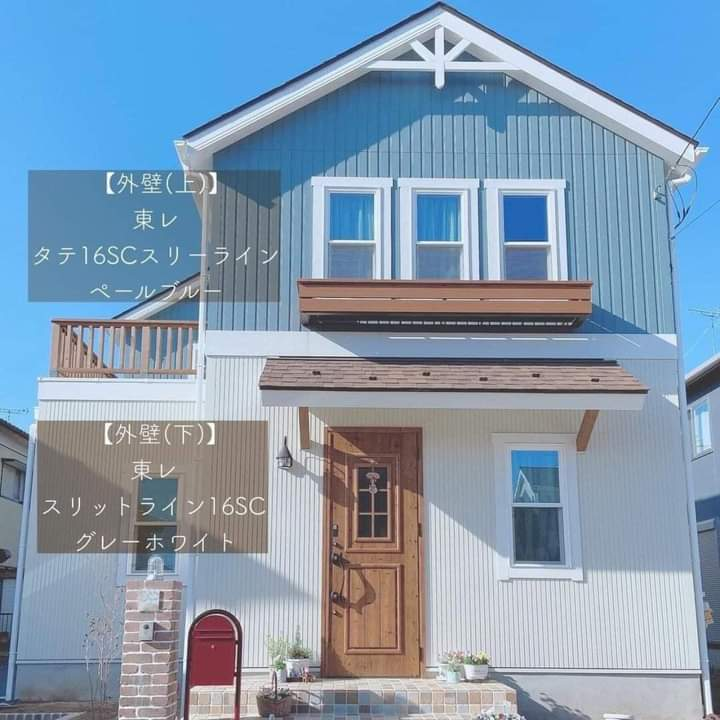 【外壁(上)】
東レ
タテ16SCスリーライン
ペールブルー
【外壁(下)】
東レ
スリットライン16SC
グレーホワイト